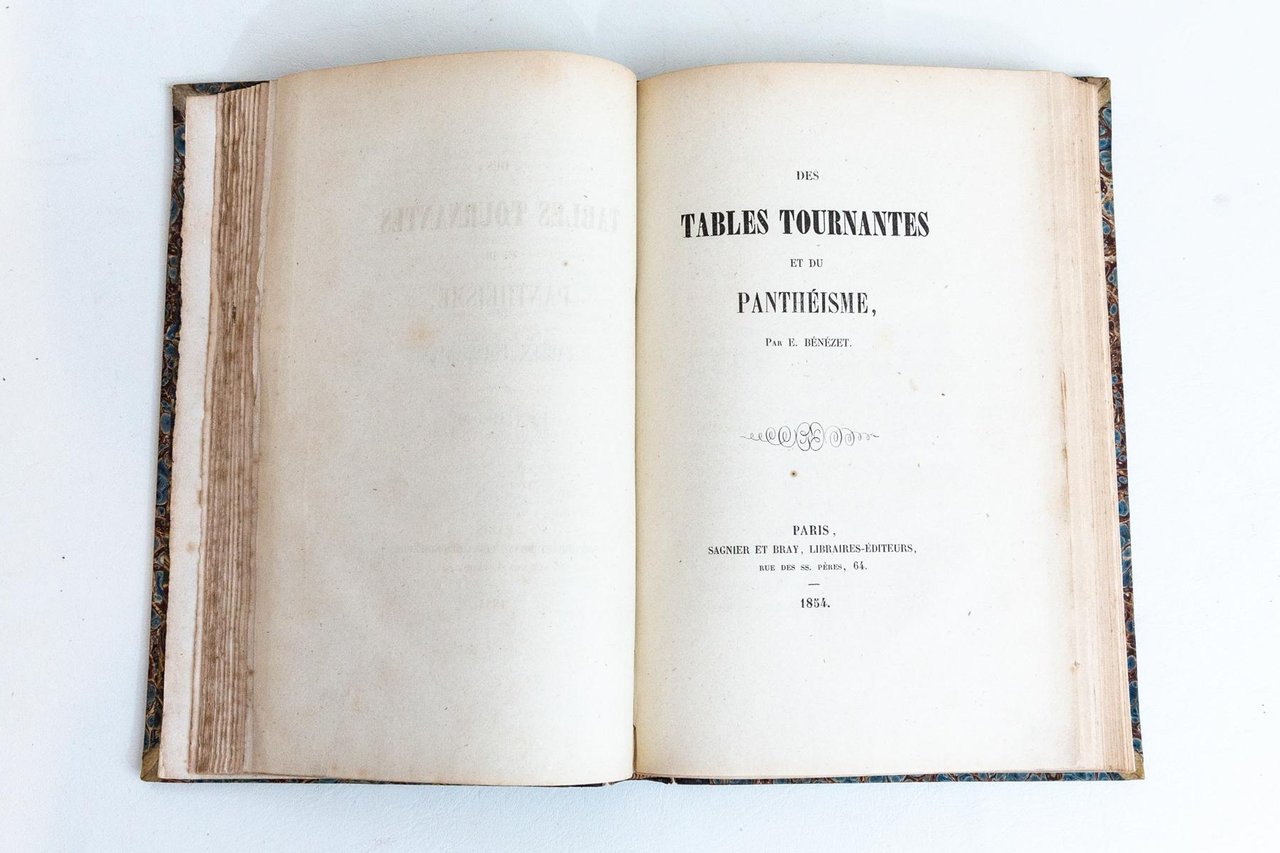 DES
TABLES TOURNANTES
ET DU
PANTHÉISME,
PAR E. BÉNÉZET.
PARIS,
SAGNIER ET BRAY, LIBRAIRES-ÉDITEURS,
RUE DES SS. PÈRES, 64.
1854.